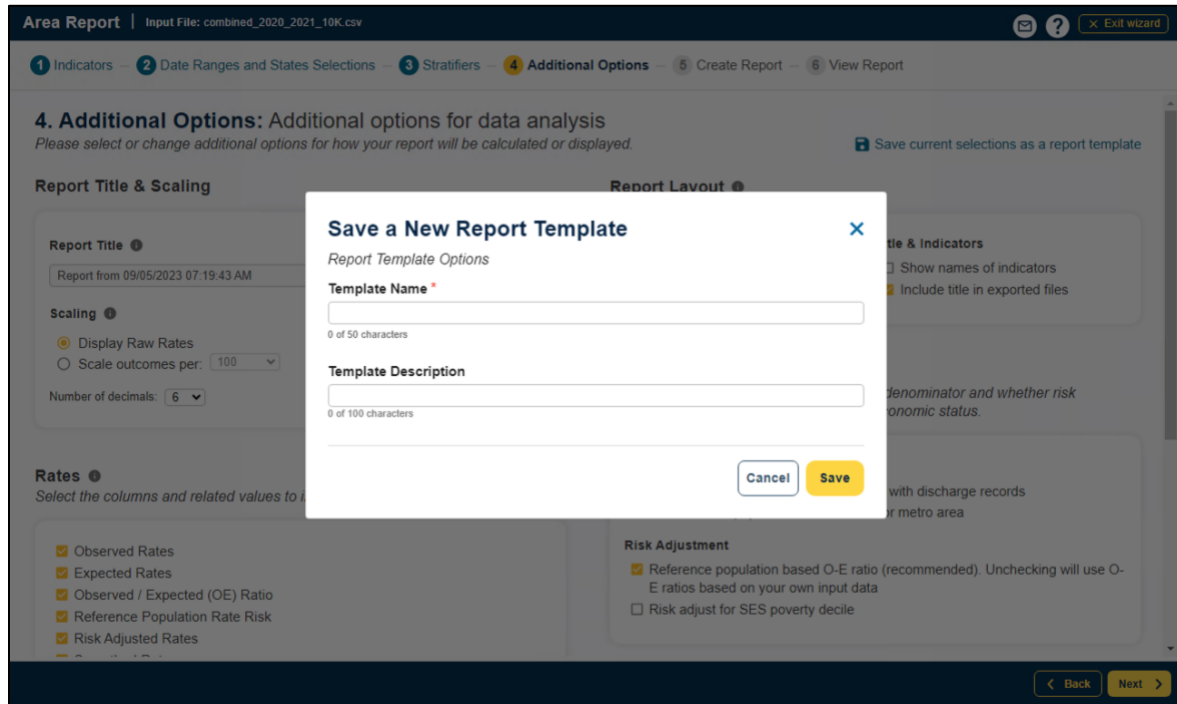 Area Report | Input File: combined_2020_2021_10K.csv
Exit wizard
1 Indicators – 2 Date Ranges and States Selections – 3 Stratifiers – 4 Additional Options – 5 Create Report – 6 View Report
4. Additional Options: Additional options for data analysis
Please select or change additional options for how your report will be calculated or displayed.
Save current selections as a report template
Report Title & Scaling
Report Title
Report from 09/05/2023 07:19:43 AM
Scaling
Display Raw Rates
Scale outcomes per: 100
Number of decimals: 6
Rates
Select the columns and related values to
Observed Rates
Expected Rates
Observed / Expected (OE) Ratio
Reference Population Rate Risk
Risk Adjusted Rates
Report Layout
& Indicators
Show names of indicators
Include title in exported files
denominator and whether risk
status.
with discharge records
metro area
Risk Adjustment
Reference population based O-E ratio (recommended). Unchecking will use O-
E ratios based on your own input data
Risk adjust for SES poverty decile
Save a New Report Template
Report Template Options
Template Name *
0 of 50 characters
Template Description
0 of 100 characters
Cancel
Save
Back
Next